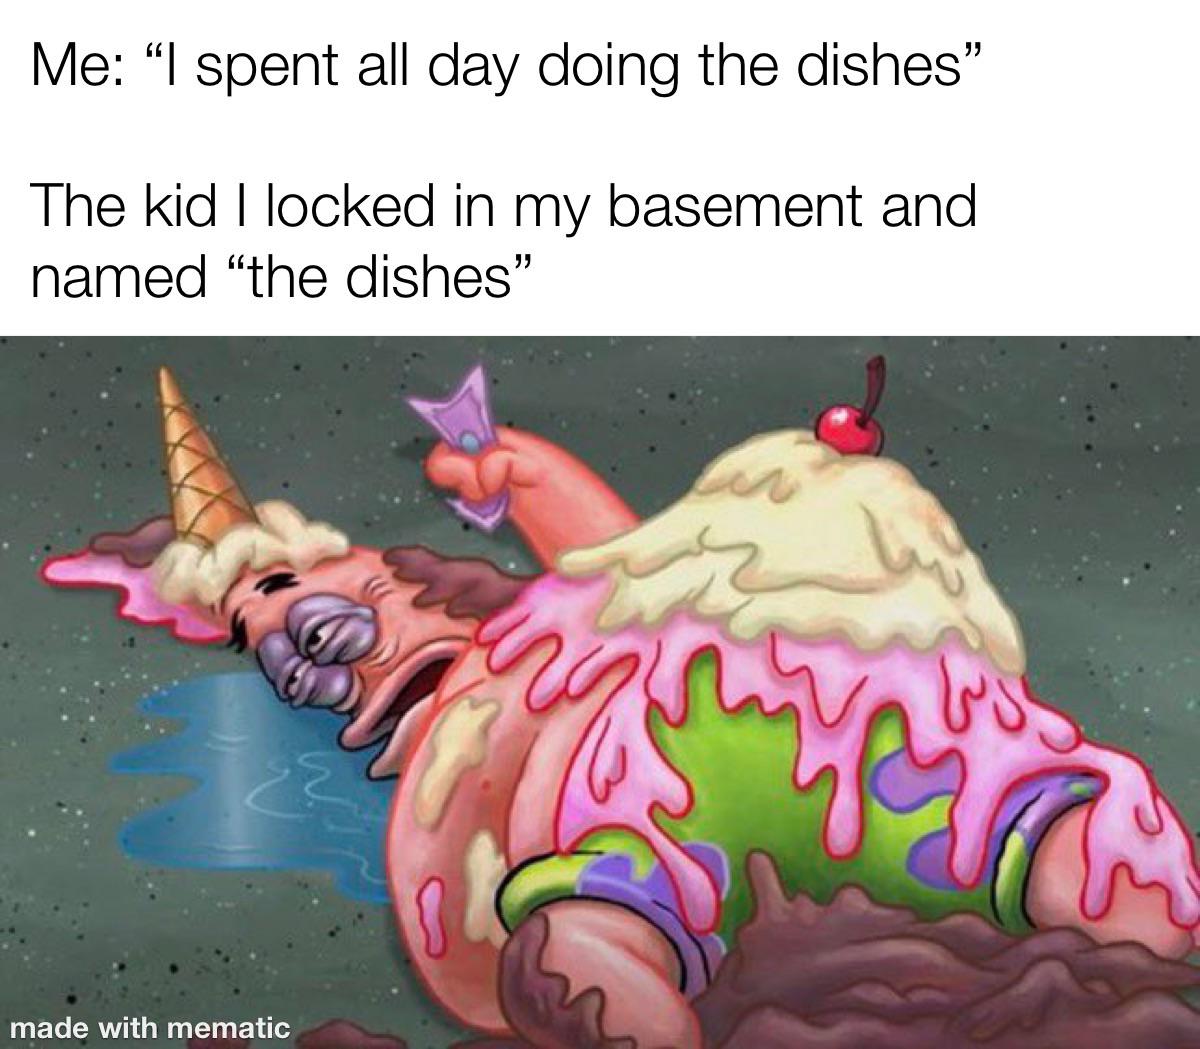 Me: “I spent all day doing the dishes”
The kid I locked in my basement and
named “the dishes”
made with mematic